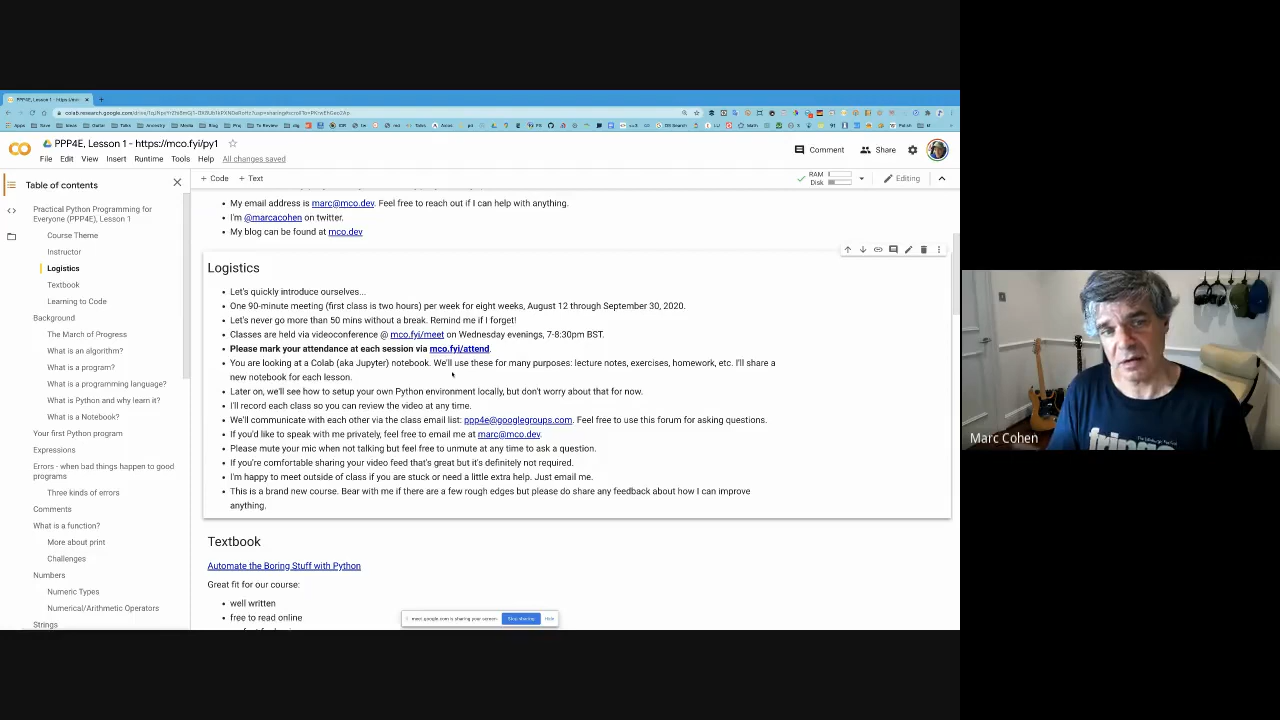 PPP4E, Lesson 1 - https://mco.fyi/py1
File Edit View Insert Runtime Tools Help All changes saved
Comment
Share
RAM
Disk
Editing
+ Code + Text
Table of contents
Practical Python Programming for
Everyone (PPP4E), Lesson 1
Course Theme
Instructor
Logistics
Textbook
Learning to Code
Background
The March of Progress
What is an algorithm?
What is a program?
What is a programming language?
What is Python and why learn it?
What is a Notebook?
Your first Python program
Expressions
Errors - when bad things happen to good
programs
Three kinds of errors
Comments
What is a function?
More about print
Challenges
Numbers
Numeric Types
Numerical/Arithmetic Operators
Strings
My email address is marc@mco.dev. Feel free to reach out if I can help with anything.
I'm @marcacohen on twitter.
My blog can be found at mco.dev
Logistics
Let's quickly introduce ourselves...
One 90-minute meeting (first class is two hours) per week for eight weeks, August 12 through September 30, 2020.
Let's never go more than 50 mins without a break. Remind me if I forget!
Classes are held via videoconference @ mco.fyi/meet on Wednesday evenings, 7-8:30pm BST.
Please mark your attendance at each session via mco.fyi/attend.
You are looking at a Colab (aka Jupyter) notebook. We'll use these for many purposes: lecture notes, exercises, homework, etc. I'll share a
new notebook for each lesson.
Later on, we'll see how to setup your own Python environment locally, but don't worry about that for now.
I'll record each class so you can review the video at any time.
We'll communicate with each other via the class email list: ppp4e@googlegroups.com. Feel free to use this forum for asking questions.
If you'd like to speak with me privately, feel free to email me at marc@mco.dev.
Please mute your mic when not talking but feel free to unmute at any time to ask a question.
If you're comfortable sharing your video feed that's great but it's definitely not required.
I'm happy to meet outside of class if you are stuck or need a little extra help. Just email me.
This is a brand new course. Bear with me if there are a few rough edges but please do share any feedback about how I can improve
anything.
Textbook
Automate the Boring Stuff with Python
Great fit for our course:
well written
free to read online
meet.google.com is sharing your screen. Stop sharing Hide
Marc Cohen